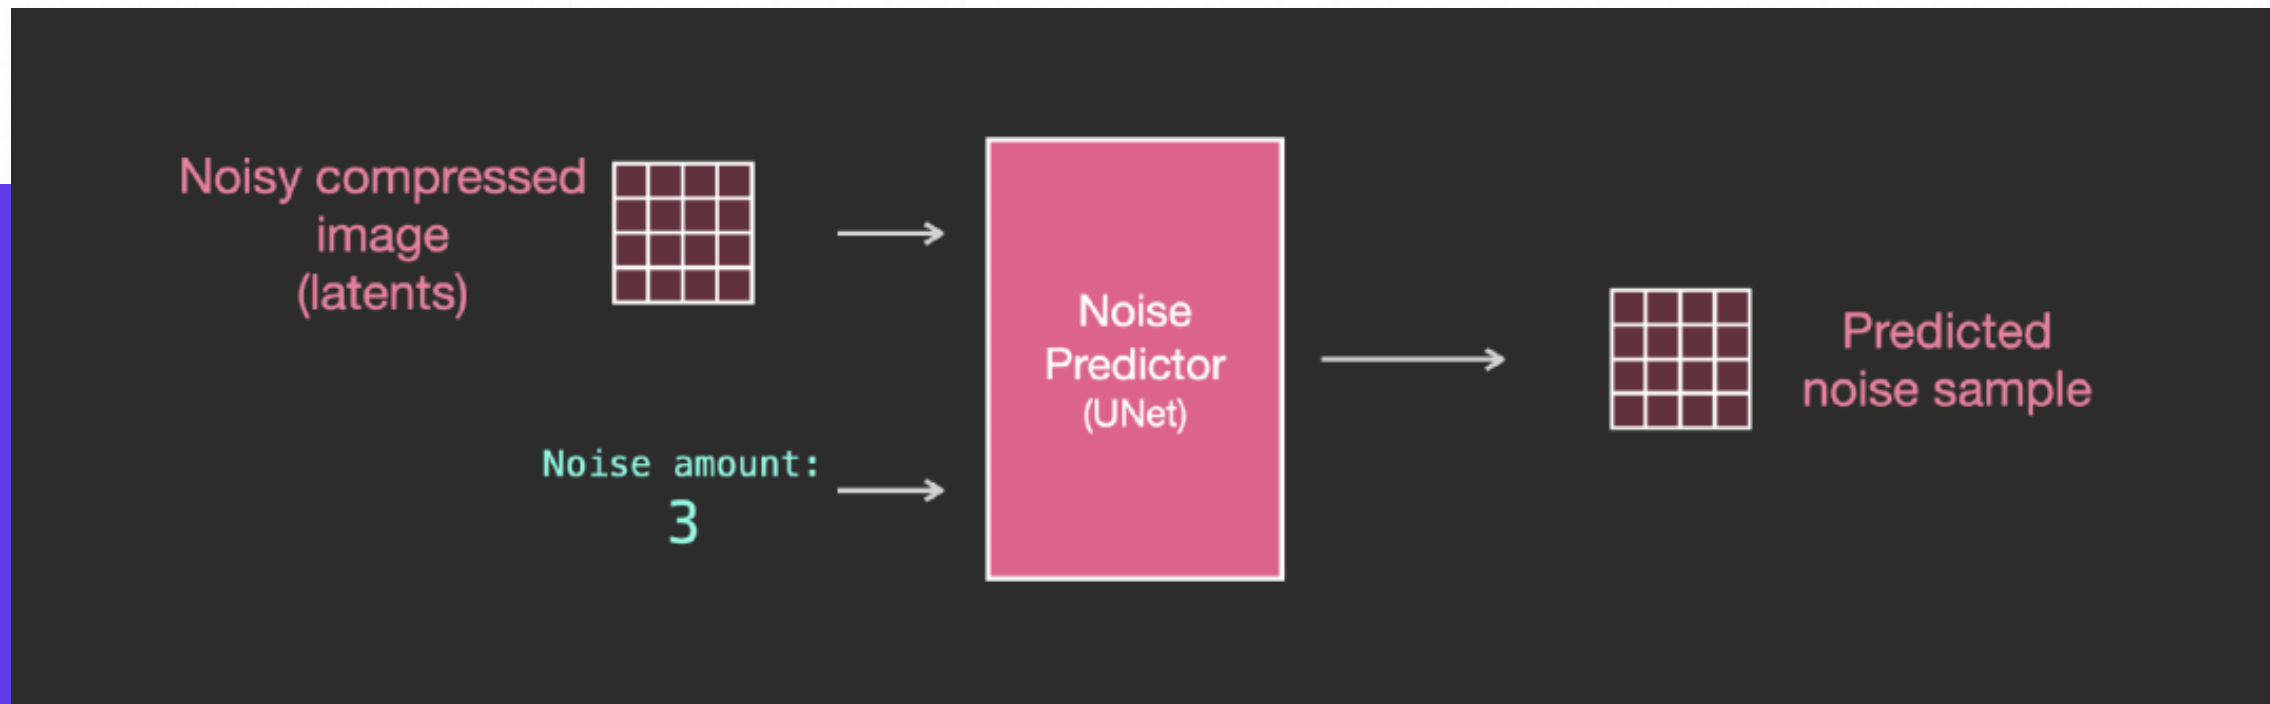 Noisy compressed
image
(latents)
Noise amount:
3
Noise
Predictor
(UNet)
Predicted
noise sample